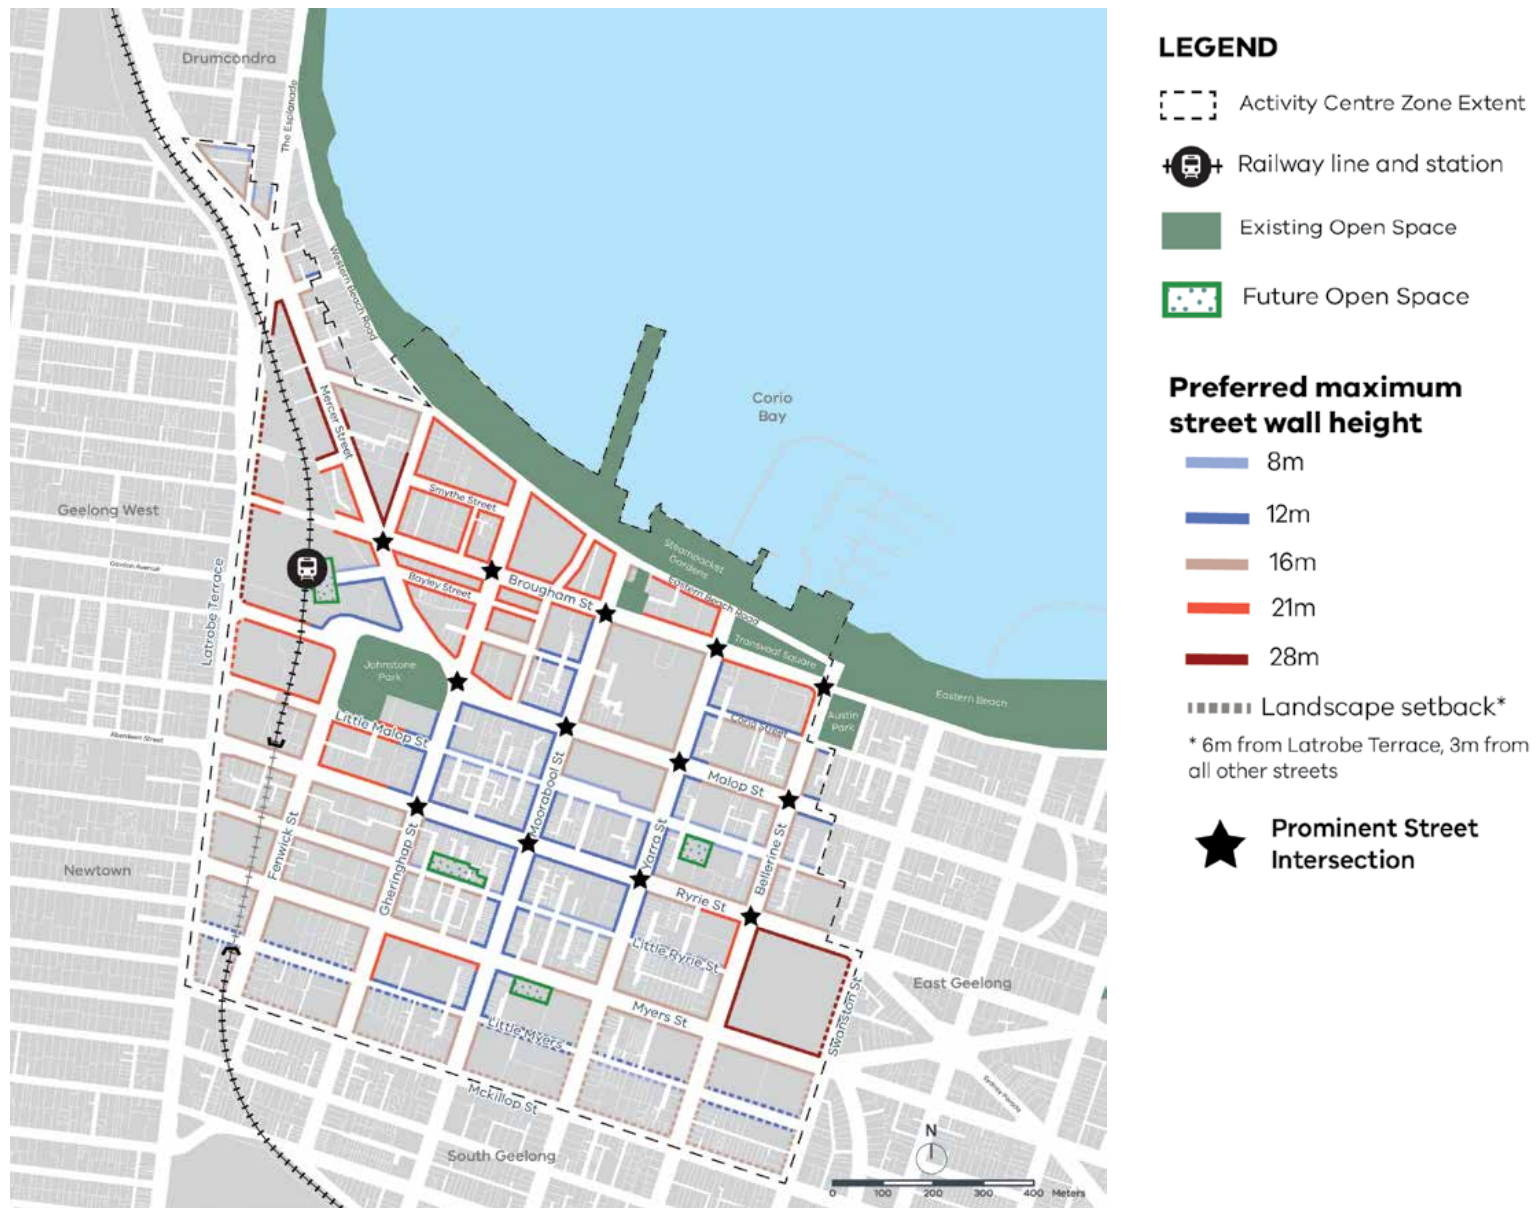 Drumcondra
The Esplanade
Western Beach Road
Mercer Street
Corio
Bay
Geelong West
Gordon Avenue
Latrobe Terrace
Smythe Street
Bayley Street
Brougham St
Steampacket
Gardens
Eastern Beach Road
Transvaal Square
Eastern Beach
Austin
Park
Johnstone
Park
Little Malop St
Corio Street
Malop St
Aberdeen Street
Moorabool St
Yarra St
Bellerine St
Fenwick St
Gheringhap St
Newtown
Ryrie St
Little Ryrie St
East Geelong
Myers St
Little Myers
Swanston St
Mckillop St
South Geelong
N
0 100 200 300 400 Meters
LEGEND
Activity Centre Zone Extent
Railway line and station
Existing Open Space
Future Open Space
Preferred maximum
street wall height
8m
12m
16m
21m
28m
Landscape setback*
* 6m from Latrobe Terrace, 3m from
all other streets
Prominent Street
Intersection